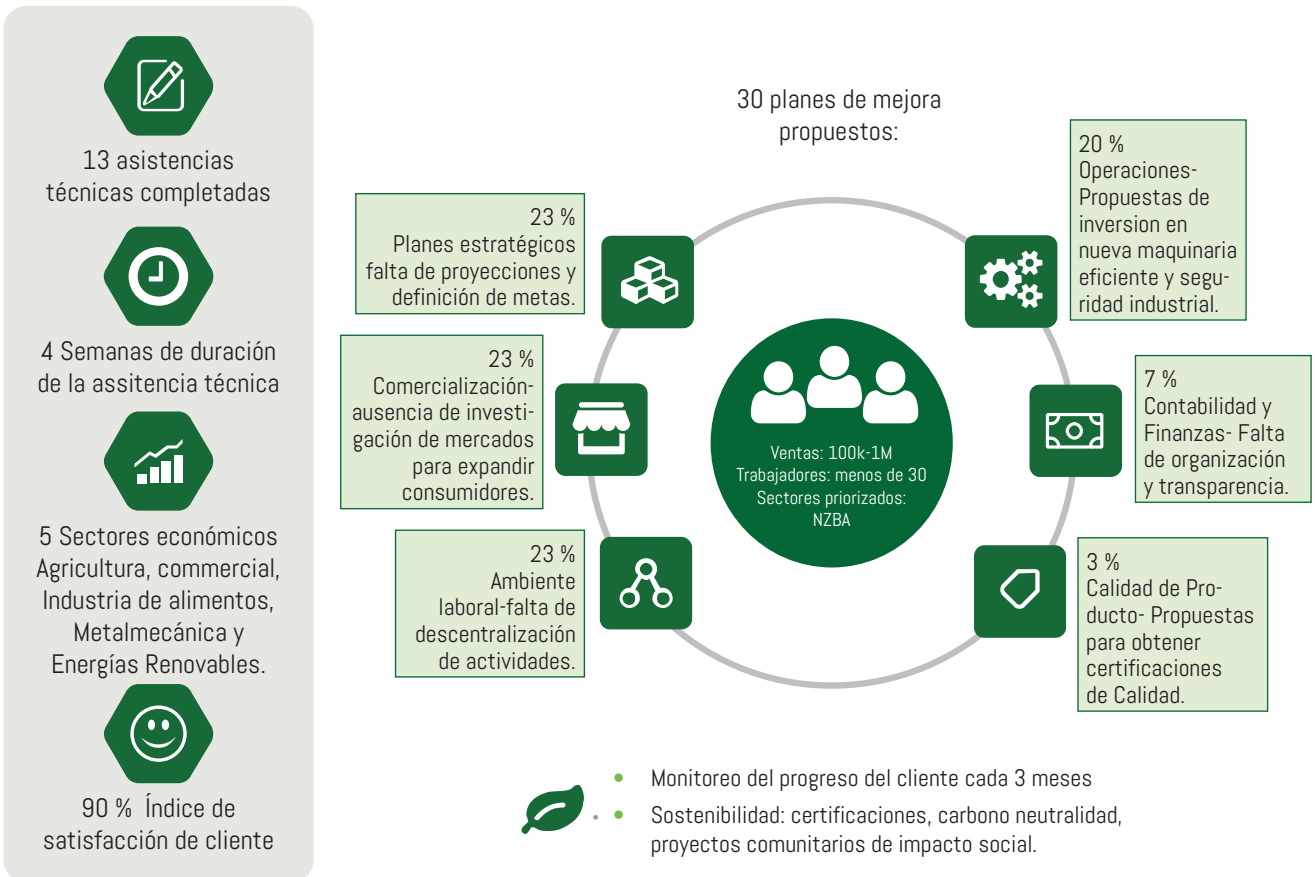 13 asistencias
técnicas completadas
4 Semanas de duración
de la assitencia técnica
5 Sectores económicos
Agricultura, commercial,
Industria de alimentos,
Metalmecánica y
Energías Renovables.
90 % Índice de
satisfacción de cliente
30 planes de mejora
propuestos:
23 %
Planes estratégicos
falta de proyecciones y
definición de metas.
23 %
Comercialización-
ausencia de investi-
gación de mercados
para expandir
consumidores.
23 %
Ambiente
laboral-falta de
descentralización
de actividades.
Ventas: 100k-1M
Trabajadores: menos de 30
Sectores priorizados:
NZBA
20 %
Operaciones-
Propuestas de
inversion en
nueva maquinaria
eficiente y segu-
ridad industrial.
7 %
Contabilidad y
Finanzas- Falta
de organización
y transparencia.
3 %
Calidad de Pro-
ducto- Propuestas
para obtener
certificaciones
de Calidad.
• Monitoreo del progreso del cliente cada 3 meses
• Sostenibilidad: certificaciones, carbono neutralidad,
proyectos comunitarios de impacto social.